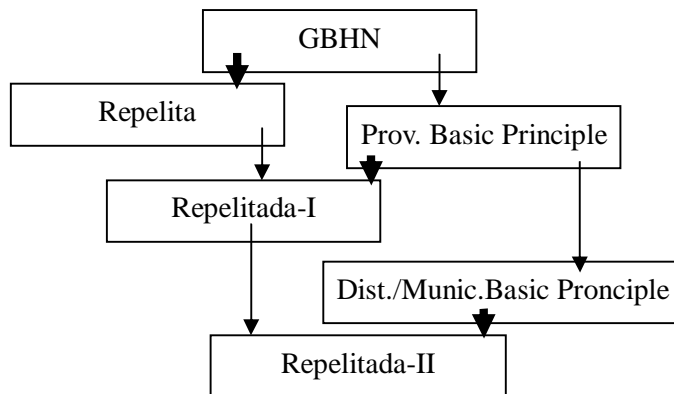 GBHN
Repelita
Prov. Basic Principle
Repelitada-I
Dist./Munic.Basic Pronciple
Repelitada-II